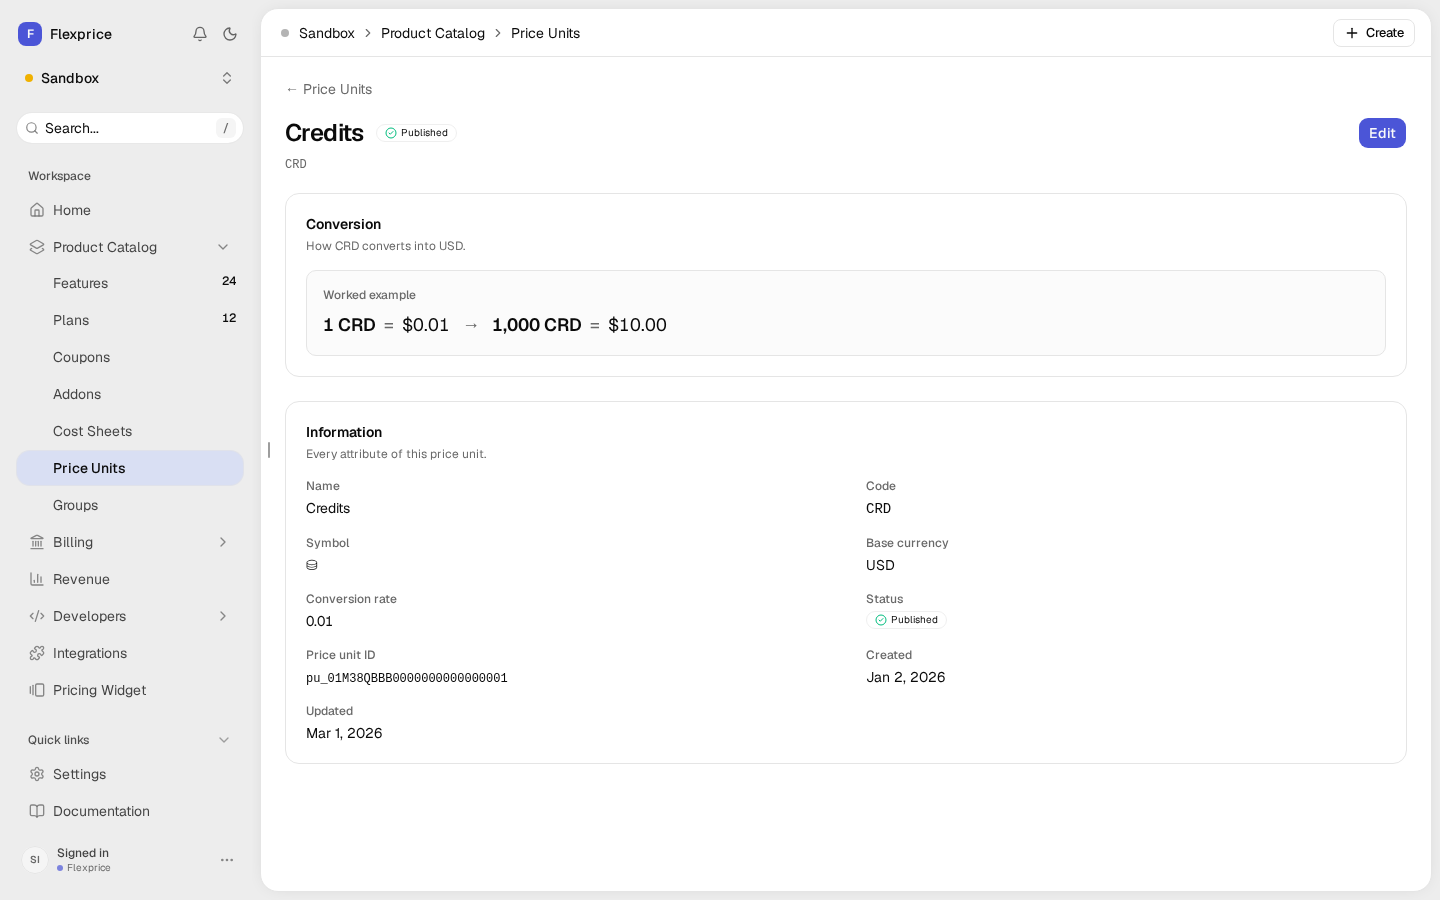 F Flexprice
Sandbox
Search... /
Workspace
Home
Product Catalog
Features 24
Plans 12
Coupons
Addons
Cost Sheets
Price Units
Groups
Billing
Revenue
Developers
Integrations
Pricing Widget
Quick links
Settings
Documentation
SI Signed in
Flexprice
Sandbox > Product Catalog > Price Units
+ Create
← Price Units
Credits Published
Edit
CRD
Conversion
How CRD converts into USD.
Worked example
1 CRD = $0.01 → 1,000 CRD = $10.00
Information
Every attribute of this price unit.
Name
Credits
Code
CRD
Symbol
Base currency
USD
Conversion rate
0.01
Status
Published
Price unit ID
pu_01M38QBBB0000000000000001
Created
Jan 2, 2026
Updated
Mar 1, 2026